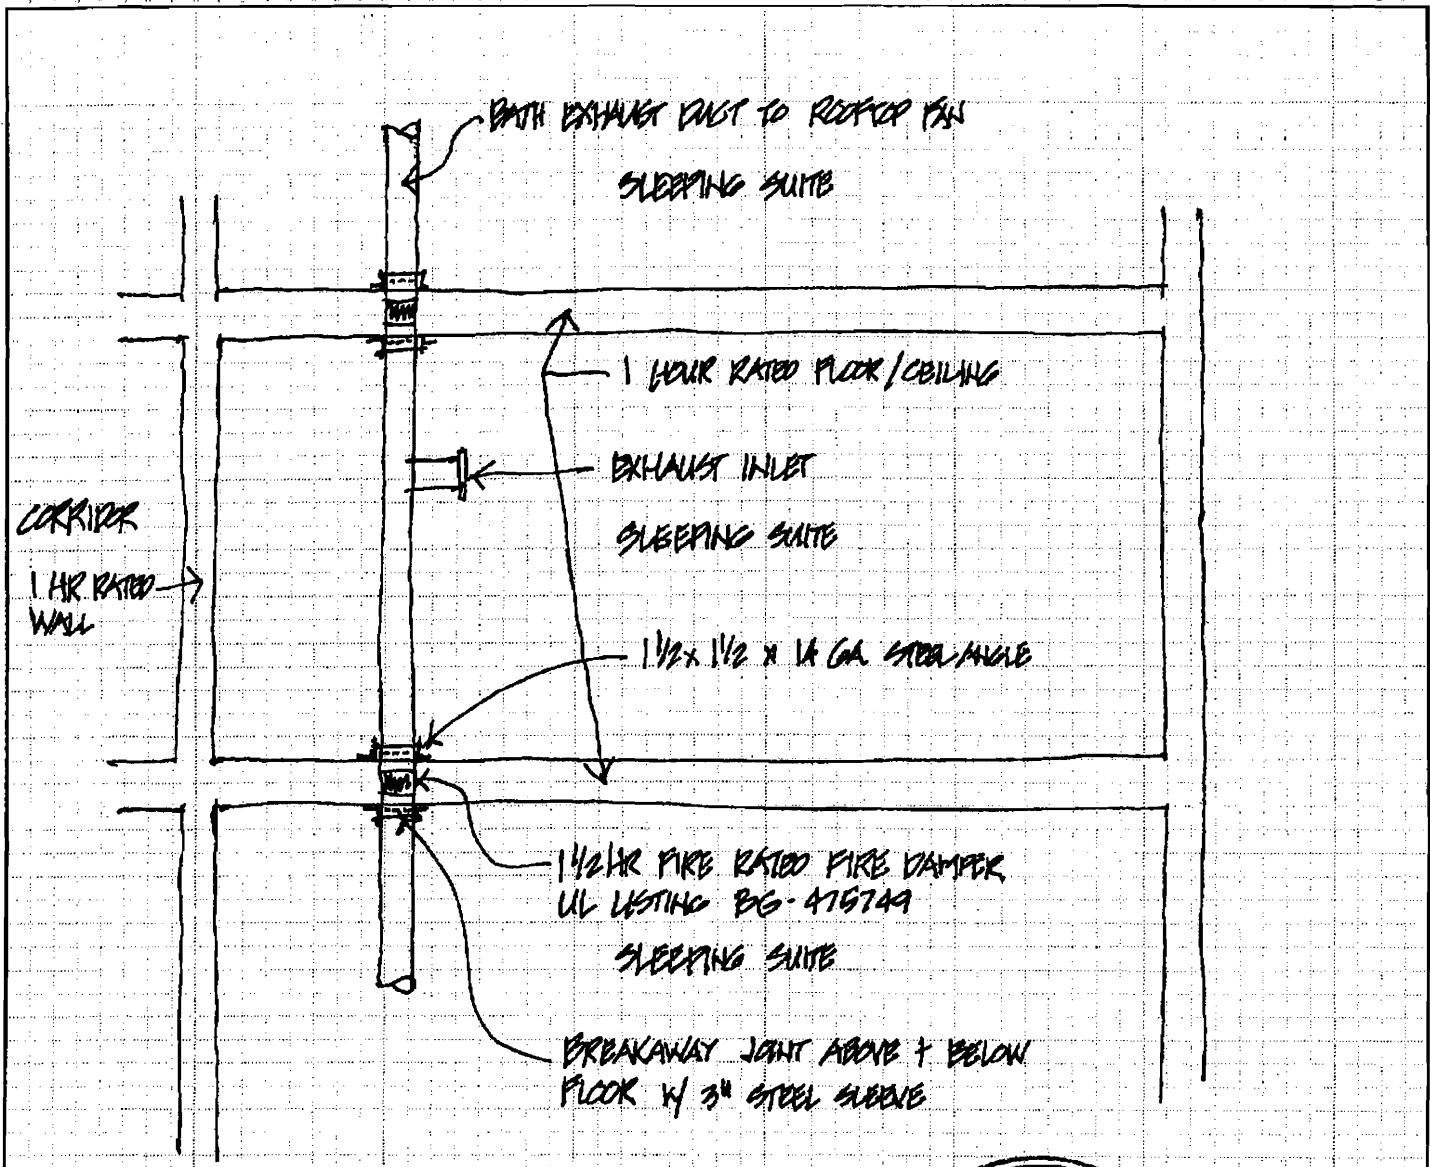 BATH EXHAUST DUCT TO ROOFTOP FAN
SLEEPING SUITE
1 HOUR RATED FLOOR/CEILING
EXHAUST INLET
CORRIDOR
SLEEPING SUITE
1 HR RATED
WALL
1 1/2 x 1 1/2 x 14 GA. STEEL ANGLE
1 1/2 HR FIRE RATED FIRE DAMPER
UL LISTING BG-475749
SLEEPING SUITE
BREAKAWAY JOINT ABOVE + BELOW
FLOOR W/ 3" STEEL SLEEVE